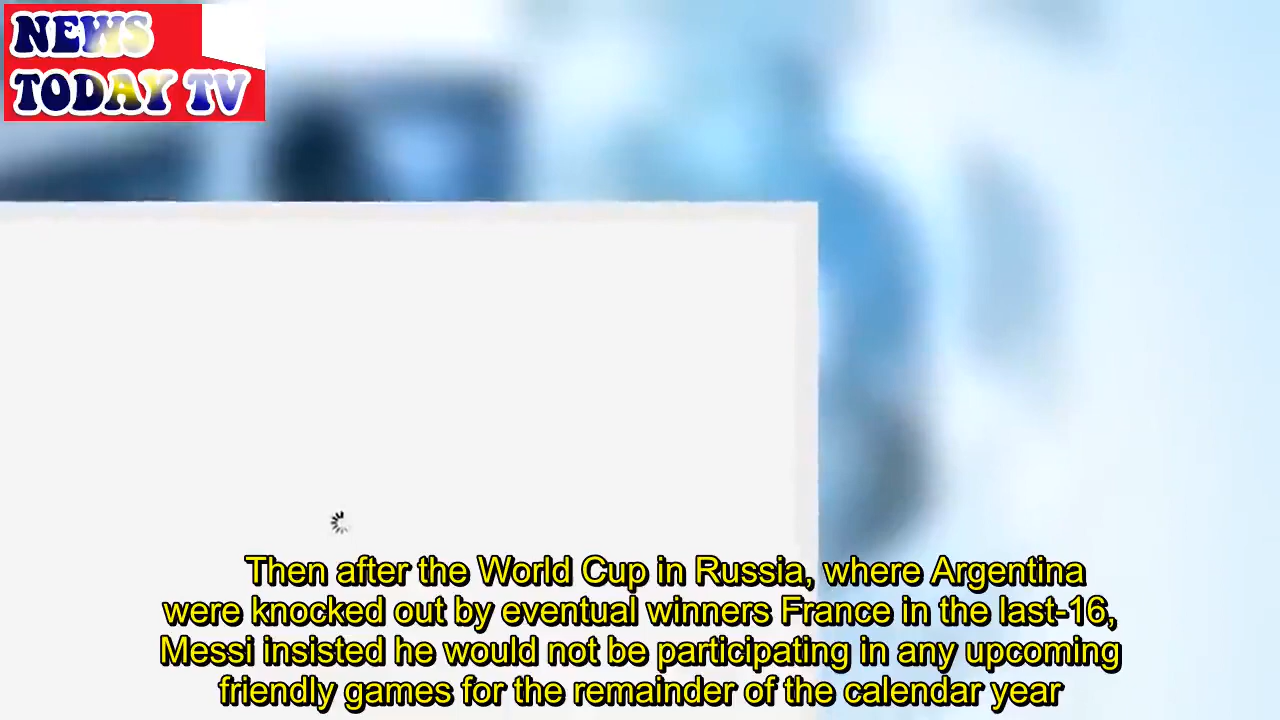 NEWS
TODAY TV
Then after the World Cup in Russia, where Argentina
were knocked out by eventual winners France in the last-16,
Messi insisted he would not be participating in any upcoming
friendly games for the remainder of the calendar year